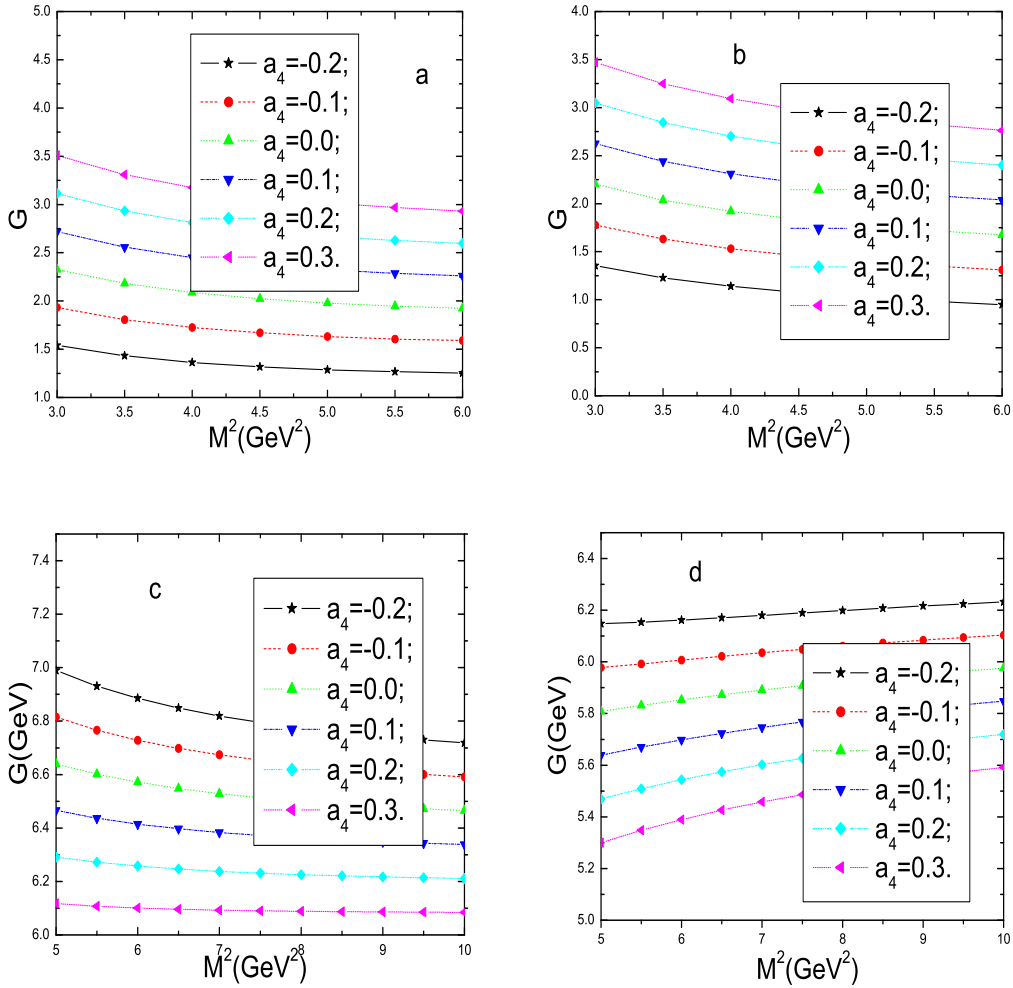 5.0
4.5
4.0
3.5
3.0
2.5
2.0
1.5
1.0
G
a
a4=-0.2;
a4=-0.1;
a4=0.0;
a4=0.1;
a4=0.2;
a4=0.3.
3.0 3.5 4.0 4.5 5.0 5.5 6.0
M²(GeV²)
4.0
3.5
3.0
2.5
2.0
1.5
1.0
0.5
0.0
G
b
a4=-0.2;
a4=-0.1;
a4=0.0;
a4=0.1;
a4=0.2;
a4=0.3.
3.0 3.5 4.0 4.5 5.0 5.5 6.0
M²(GeV²)
7.4
7.2
7.0
6.8
6.6
6.4
6.2
6.0
G(GeV)
c
a4=-0.2;
a4=-0.1;
a4=0.0;
a4=0.1;
a4=0.2;
a4=0.3.
5 6 7 8 9 10
M²(GeV²)
6.4
6.2
6.0
5.8
5.6
5.4
5.2
5.0
G(GeV)
d
a4=-0.2;
a4=-0.1;
a4=0.0;
a4=0.1;
a4=0.2;
a4=0.3.
5 6 7 8 9 10
M²(GeV²)